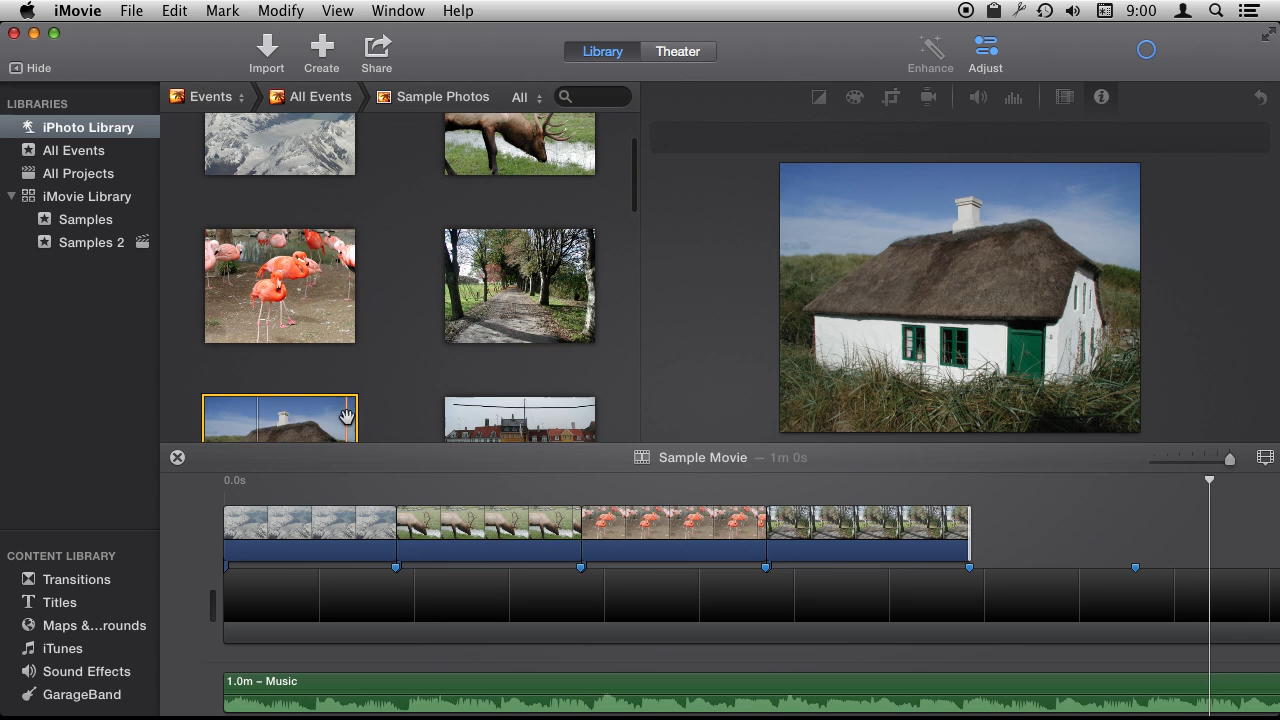 iMovie File Edit Mark Modify View Window Help 9:00
Hide Import Create Share Library Theater Enhance Adjust
LIBRARIES
iPhoto Library
All Events
All Projects
iMovie Library
Samples
Samples 2
Events All Events Sample Photos All
Sample Movie — 1m 0s
0.0s
CONTENT LIBRARY
Transitions
Titles
Maps &...rounds
iTunes
Sound Effects
GarageBand
1.0m – Music